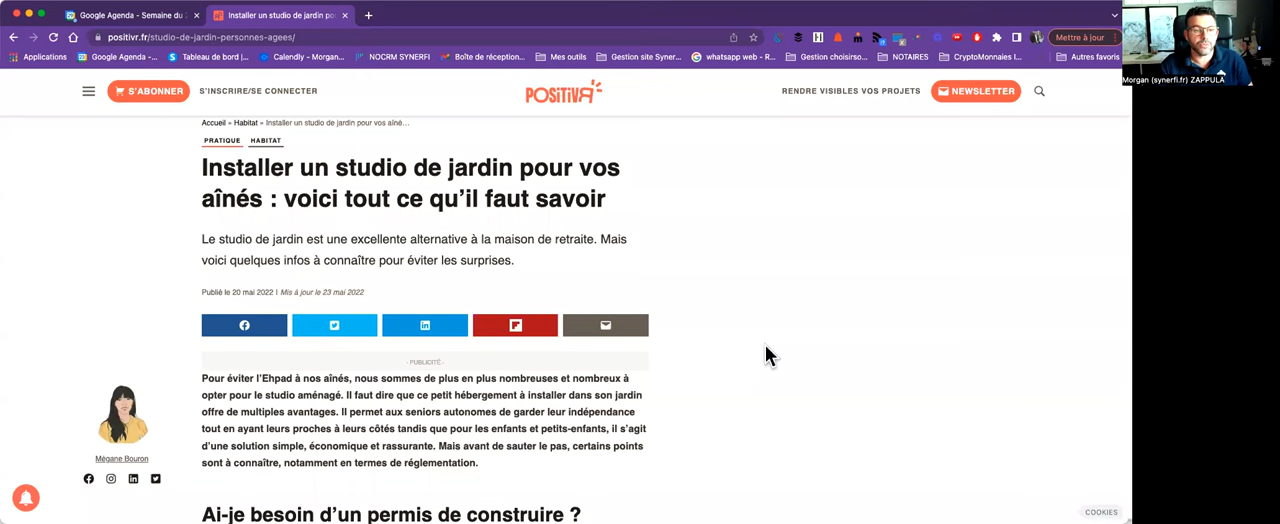 Google Agenda - Semaine du 2
Installer un studio de jardin po
positivr.fr/studio-de-jardin-personnes-agees/
Mettre à jour
Applications
Google Agenda -...
Tableau de bord |...
Calendly - Morgan...
NOCRM SYNERFI
Boîte de réception...
Mes outils
Gestion site Syner...
whatsapp web - R...
Gestion choisirso...
NOTAIRES
CryptoMonnaies I...
Autres favoris
Morgan (synerfi.fr) ZAPPULA
S'ABONNER
S'INSCRIRE/SE CONNECTER
POSITIVR
RENDRE VISIBLES VOS PROJETS
NEWSLETTER
Accueil » Habitat » Installer un studio de jardin pour vos aîné...
PRATIQUE HABITAT
Installer un studio de jardin pour vos
aînés : voici tout ce qu'il faut savoir
Le studio de jardin est une excellente alternative à la maison de retraite. Mais
voici quelques infos à connaître pour éviter les surprises.
Publié le 20 mai 2022 | Mis à jour le 23 mai 2022
- PUBLICITÉ -
Pour éviter l'Ehpad à nos aînés, nous sommes de plus en plus nombreuses et nombreux à
opter pour le studio aménagé. Il faut dire que ce petit hébergement à installer dans son jardin
offre de multiples avantages. Il permet aux seniors autonomes de garder leur indépendance
tout en ayant leurs proches à leurs côtés tandis que pour les enfants et petits-enfants, il s'agit
d'une solution simple, économique et rassurante. Mais avant de sauter le pas, certains points
sont à connaître, notamment en termes de réglementation.
Mégane Bouron
Ai-je besoin d'un permis de construire ?
COOKIES